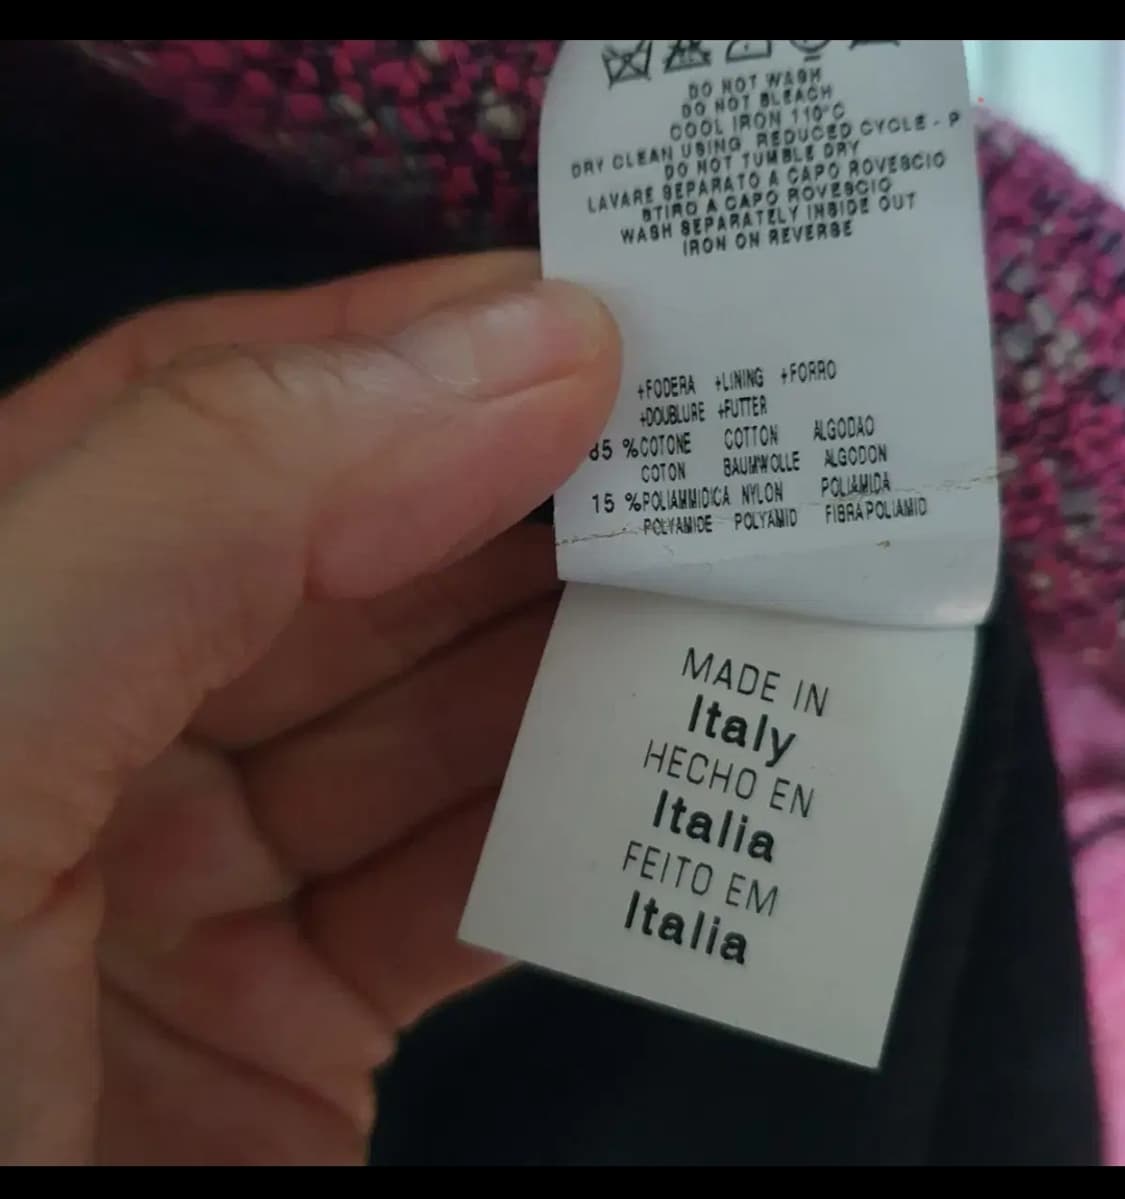 DO NOT WASH
DO NOT BLEACH
COOL IRON 110°C
DRY CLEAN USING REDUCED CYCLE - P
DO NOT TUMBLE DRY
LAVARE SEPARATO A CAPO ROVESCIO
STIRO A CAPO ROVESCIO
WASH SEPARATELY INSIDE OUT
IRON ON REVERSE
+FODERA +LINING +FORRO
+DOUBLURE +FUTTER
85 %COTONE COTTON ALGODAO
COTON BAUMWOLLE ALGODON
15 %POLIAMMIDICA NYLON POLIAMIDA
POLYAMIDE POLYAMID FIBRA POLIAMID
MADE IN
Italy
HECHO EN
Italia
FEITO EM
Italia